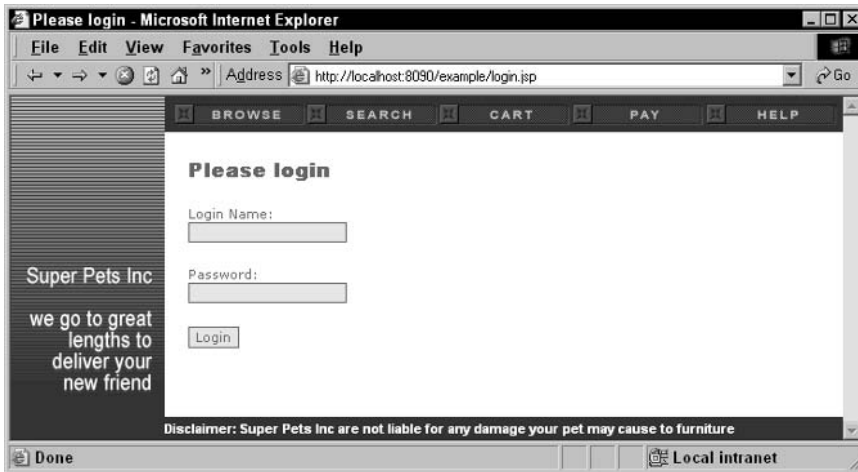 Please login - Microsoft Internet Explorer
File Edit View Favorites Tools Help
» Address http://localhost:8090/example/login.jsp Go
BROWSE SEARCH CART PAY HELP
Please login
Login Name:
Password:
Login
Super Pets Inc
we go to great
lengths to
deliver your
new friend
Disclaimer: Super Pets Inc are not liable for any damage your pet may cause to furniture
Done Local intranet